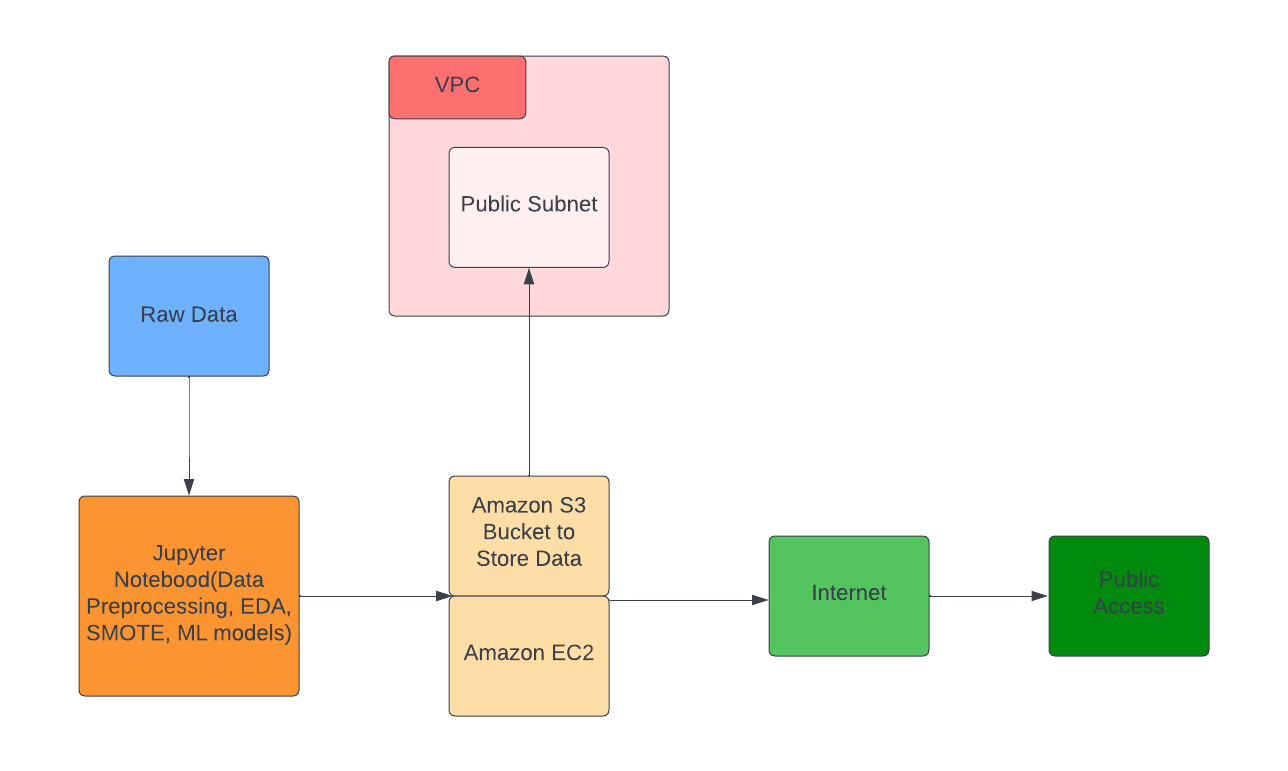 VPC
Public Subnet
Raw Data
Amazon S3
Bucket to
Store Data
Jupyter
Notebood(Data
Preprocessing, EDA,
SMOTE, ML models)
Amazon EC2
Internet
Public
Access